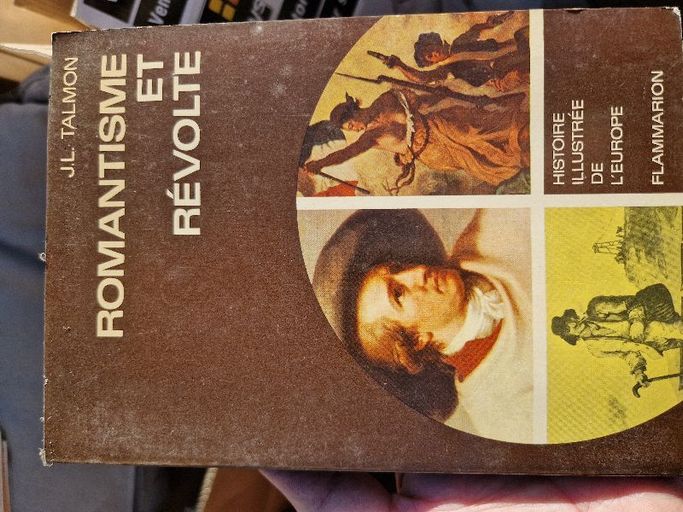 J.L. TALMON
ROMANTISME
ET
RÉVOLTE
HISTOIRE
ILLUSTRÉE
DE
L'EUROPE
FLAMMARION